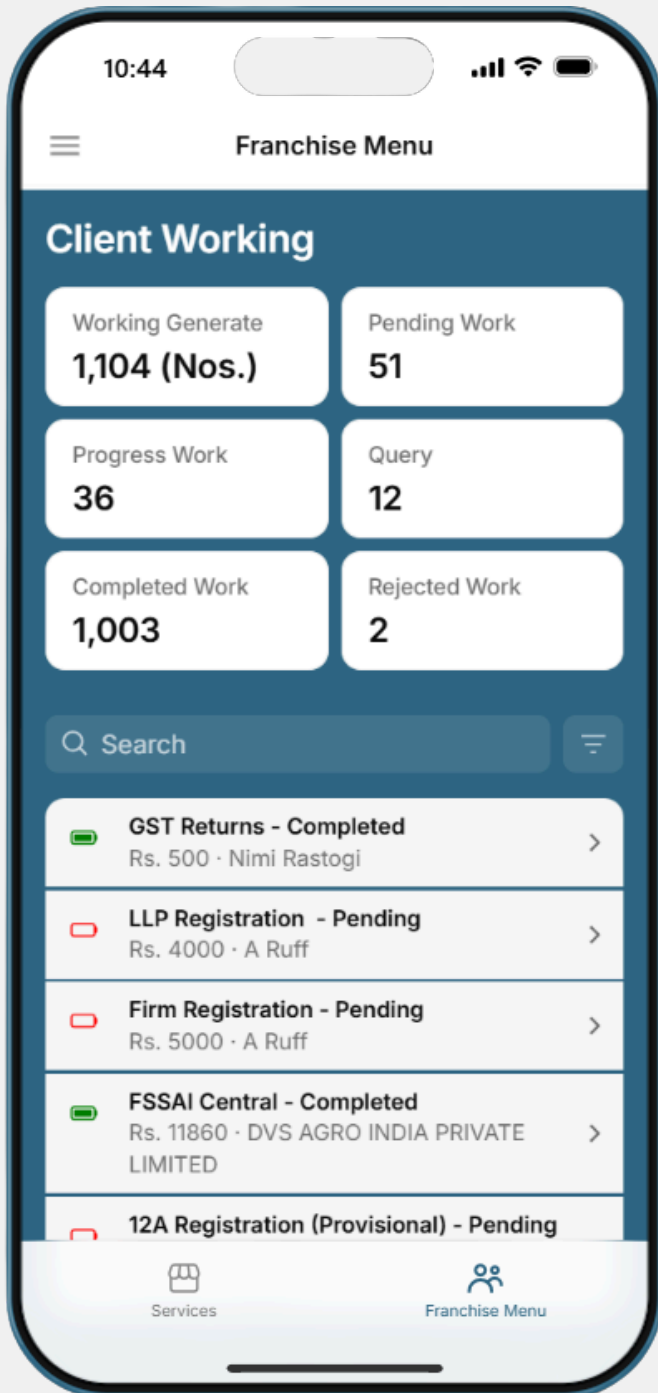 10:44
Franchise Menu
Client Working
Working Generate
1,104 (Nos.)
Pending Work
51
Progress Work
36
Query
12
Completed Work
1,003
Rejected Work
2
Search
GST Returns - Completed
Rs. 500 · Nimi Rastogi
LLP Registration  - Pending
Rs. 4000 · A Ruff
Firm Registration - Pending
Rs. 5000 · A Ruff
FSSAI Central - Completed
Rs. 11860 · DVS AGRO INDIA PRIVATE
LIMITED
12A Registration (Provisional) - Pending
Services
Franchise Menu